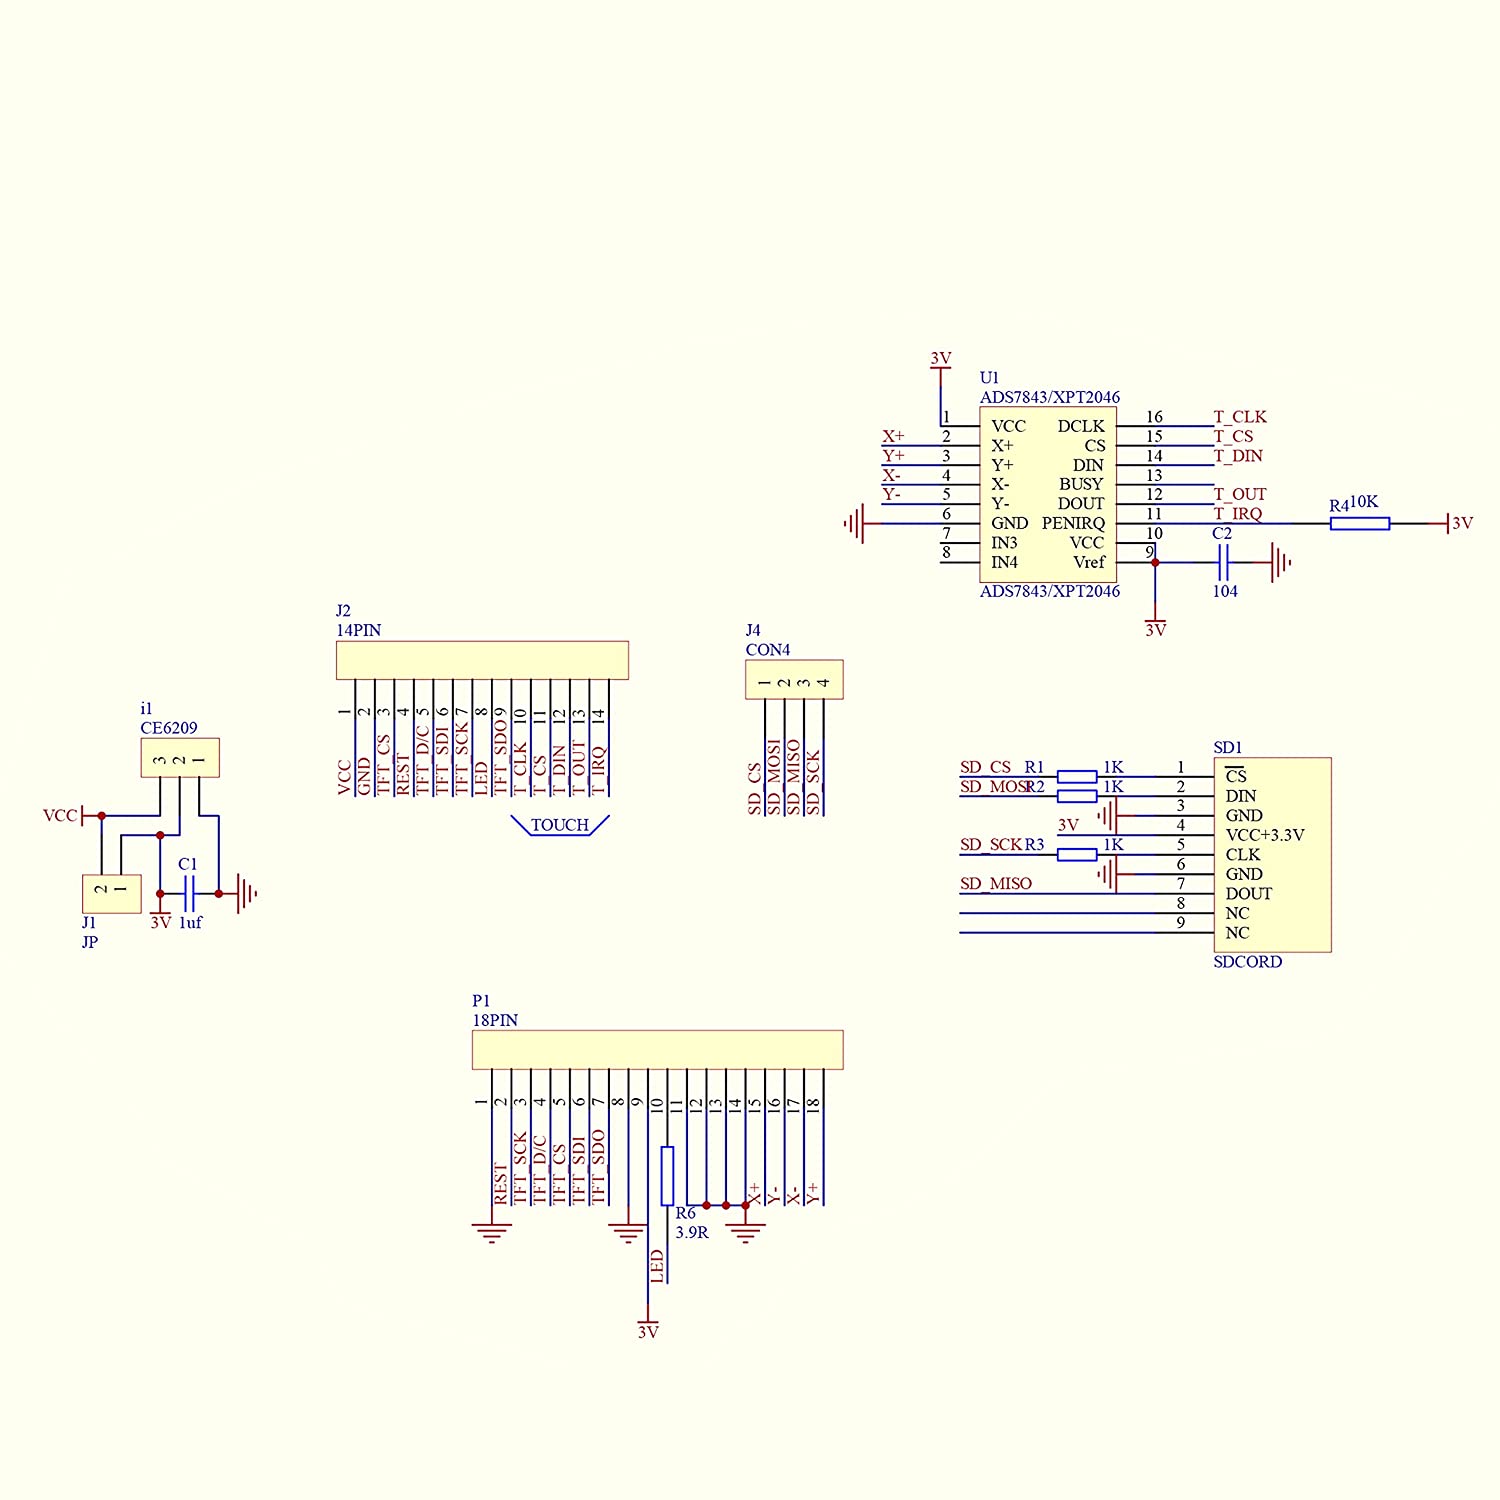 3V
U1
ADS7843/XPT2046
1 VCC DCLK 16 T_CLK
X+ 2 X+ CS 15 T_CS
Y+ 3 Y+ DIN 14 T_DIN
X- 4 X- BUSY 13
Y- 5 Y- DOUT 12 T_OUT
6 GND PENIRQ 11 T_IRQ R4 10K 3V
7 IN3 VCC 10 C2
8 IN4 Vref 9
ADS7843/XPT2046 104
3V
J2
14PIN
1 2 3 4 5 6 7 8 9 10 11 12 13 14
VCC GND TFT_CS REST TFT_D/C TFT_SDI TFT_SCK LED TFT_SDO T_CLK T_CS T_DIN T_OUT T_IRQ
TOUCH
J4
CON4
1 2 3 4
SD_CS SD_MOSI SD_MISO SD_SCK
i1
CE6209
3 2 1
VCC
C1
2 1
J1 3V 1uf
JP
SD1
SD_CS R1 1K 1 CS
SD_MOSI R2 1K 2 DIN
3 GND
3V 4 VCC+3.3V
SD_SCK R3 1K 5 CLK
6 GND
SD_MISO 7 DOUT
8 NC
9 NC
SDCORD
P1
18PIN
1 2 3 4 5 6 7 8 9 10 11 12 13 14 15 16 17 18
REST TFT_SCK TFT_D/C TFT_CS TFT_SDI TFT_SDO X+ Y- X- Y+
R6
3.9R
LED
3V